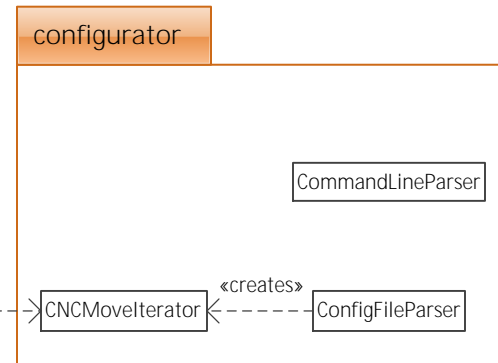 configurator
CommandLineParser
«creates»
CNCMoveIterator
ConfigFileParser